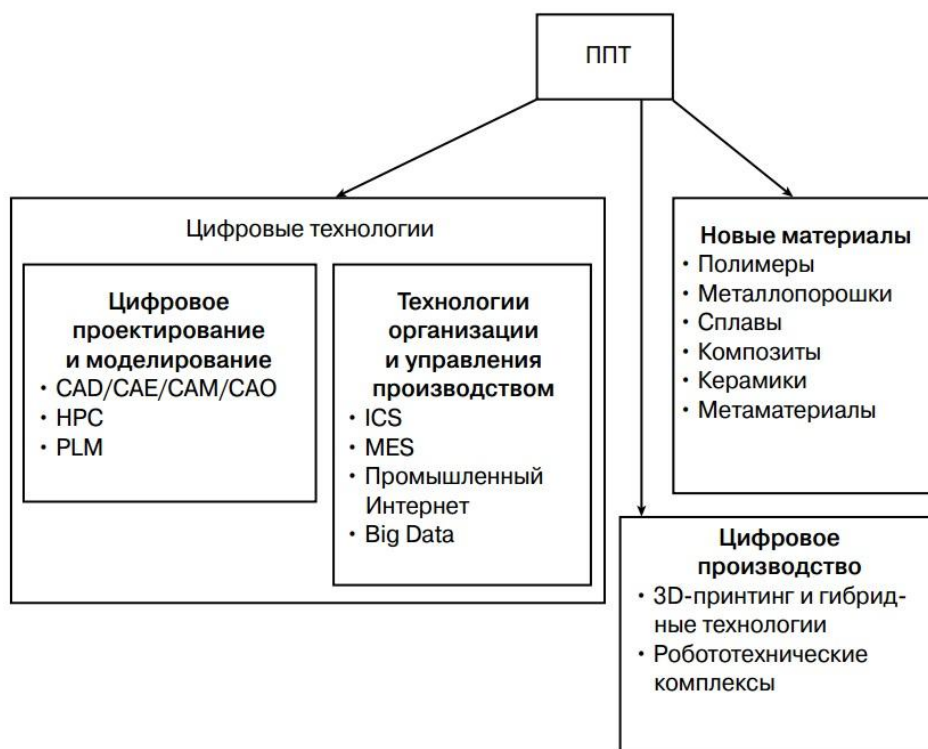 ППТ
Цифровые технологии
Цифровое
проектирование
и моделирование
• CAD/CAE/CAM/CAO
• HPC
• PLM
Технологии
организации
и управления
производством
• ICS
• MES
• Промышленный
Интернет
• Big Data
Новые материалы
• Полимеры
• Металлопорошки
• Сплавы
• Композиты
• Керамики
• Метаматериалы
Цифровое
производство
• 3D-принтинг и гибрид-
ные технологии
• Робототехнические
комплексы